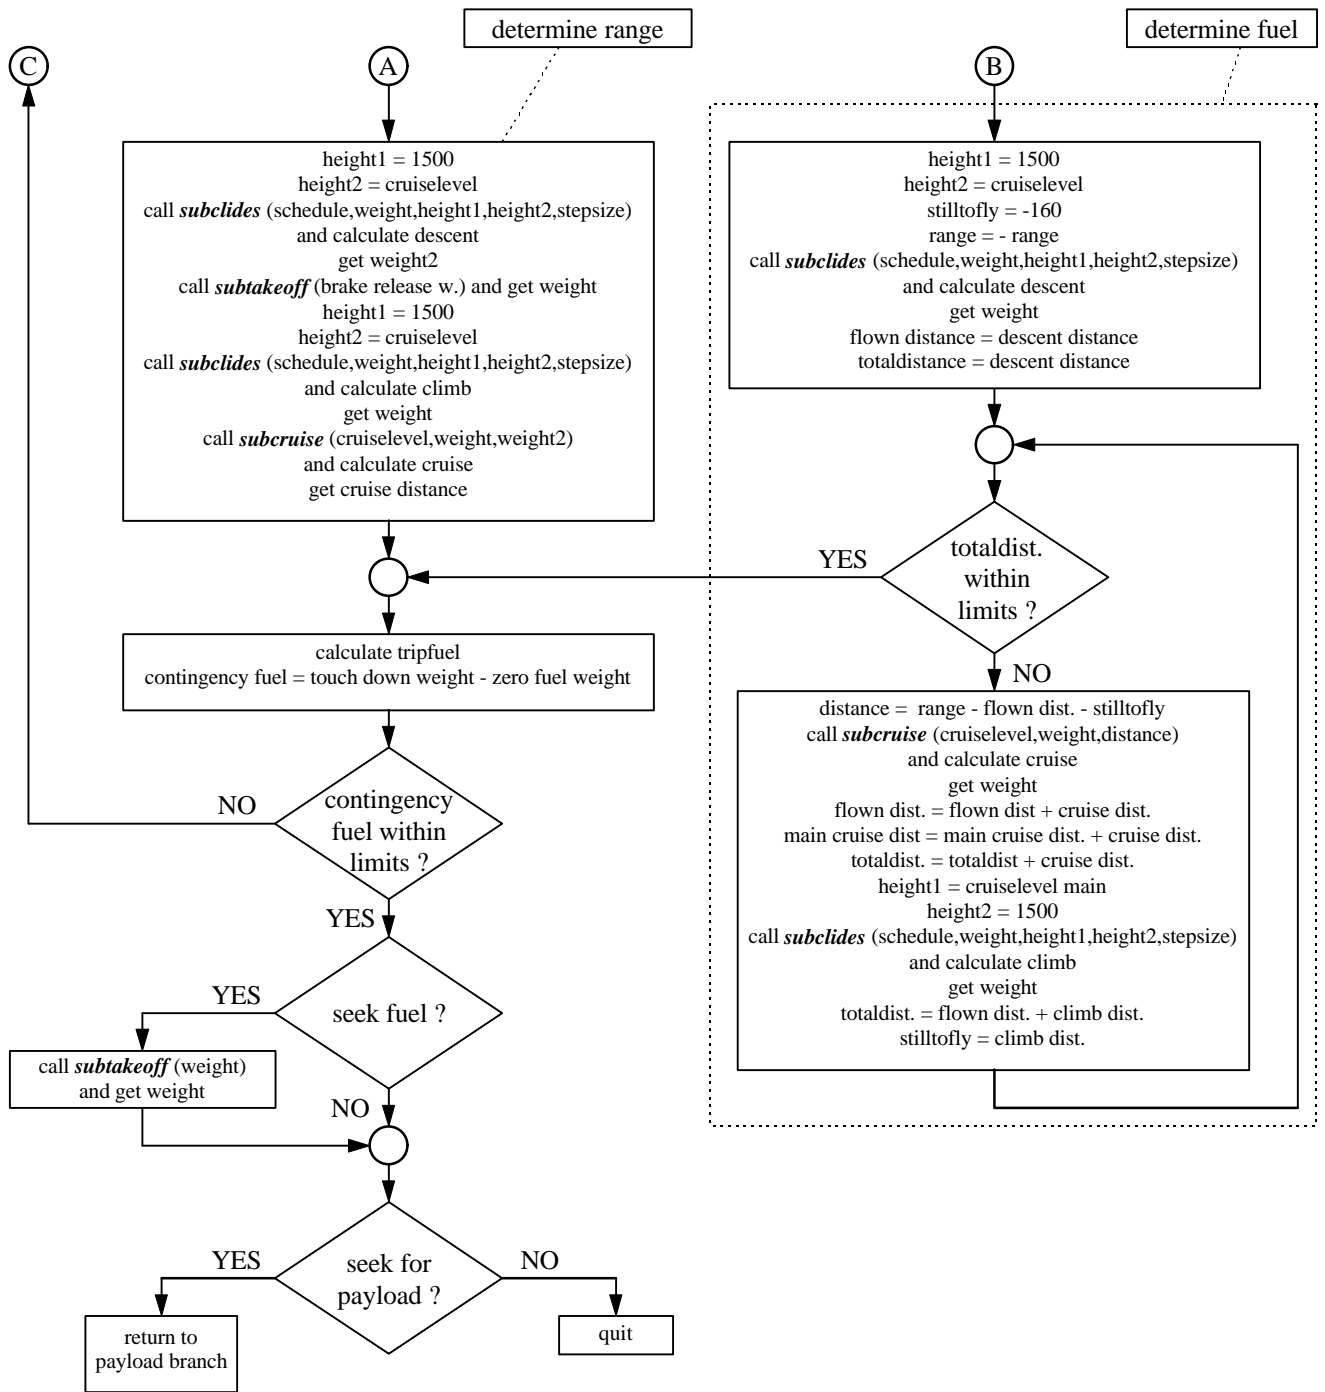 determine range
determine fuel
C
A
B
height1 = 1500
height2 = cruiselevel
call subclides (schedule,weight,height1,height2,stepsize)
and calculate descent
get weight2
call subtakeoff (brake release w.) and get weight
height1 = 1500
height2 = cruiselevel
call subclides (schedule,weight,height1,height2,stepsize)
and calculate climb
get weight
call subcruise (cruiselevel,weight,weight2)
and calculate cruise
get cruise distance
height1 = 1500
height2 = cruiselevel
stilltofly = -160
range = - range
call subclides (schedule,weight,height1,height2,stepsize)
and calculate descent
get weight
flown distance = descent distance
totaldistance = descent distance
YES
totaldist.
within
limits ?
NO
calculate tripfuel
contingency fuel = touch down weight - zero fuel weight
distance =  range - flown dist. - stilltofly
call subcruise (cruiselevel,weight,distance)
and calculate cruise
get weight
flown dist. = flown dist + cruise dist.
main cruise dist = main cruise dist. + cruise dist.
totaldist. = totaldist + cruise dist.
height1 = cruiselevel main
height2 = 1500
call subclides (schedule,weight,height1,height2,stepsize)
and calculate climb
get weight
totaldist. = flown dist. + climb dist.
stilltofly = climb dist.
NO
contingency
fuel within
limits ?
YES
YES
seek fuel ?
call subtakeoff (weight)
and get weight
NO
YES
seek for
payload ?
NO
return to
payload branch
quit